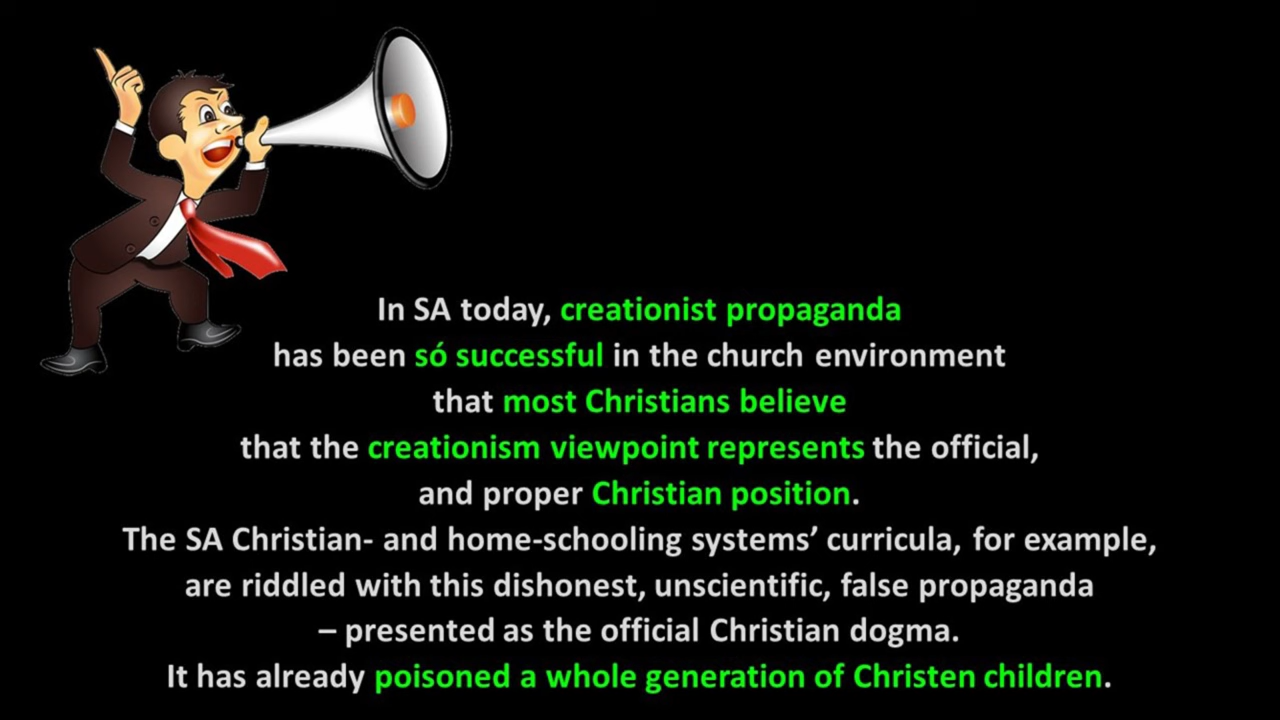 In SA today, creationist propaganda
has been só successful in the church environment
that most Christians believe
that the creationism viewpoint represents the official,
and proper Christian position.
The SA Christian- and home-schooling systems’ curricula, for example,
are riddled with this dishonest, unscientific, false propaganda
– presented as the official Christian dogma.
It has already poisoned a whole generation of Christen children.